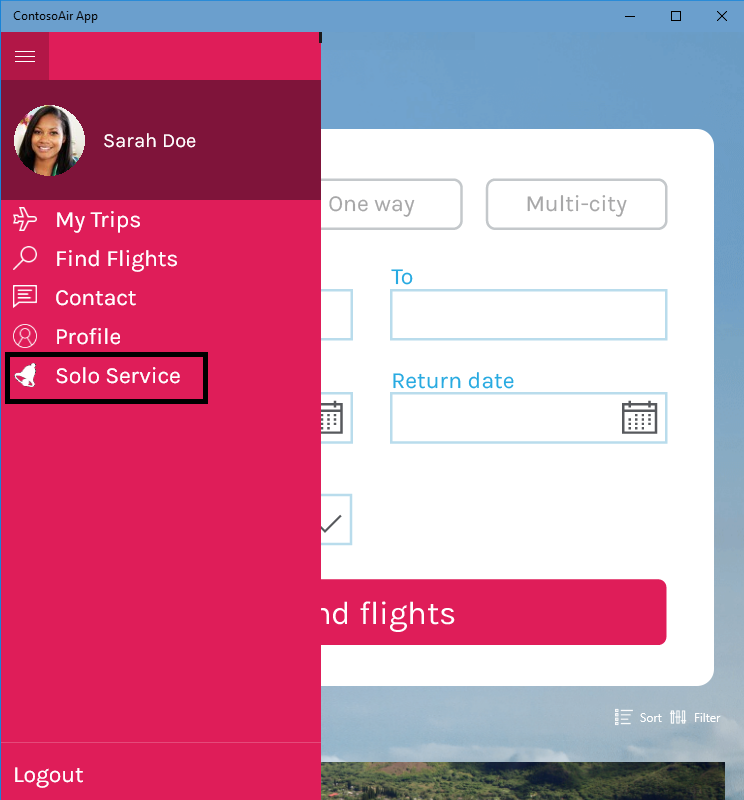 ContosoAir App
Sarah Doe
My Trips
Find Flights
Contact
Profile
Solo Service
Logout
One way
Multi-city
To
Return date
nd flights
Sort
Filter